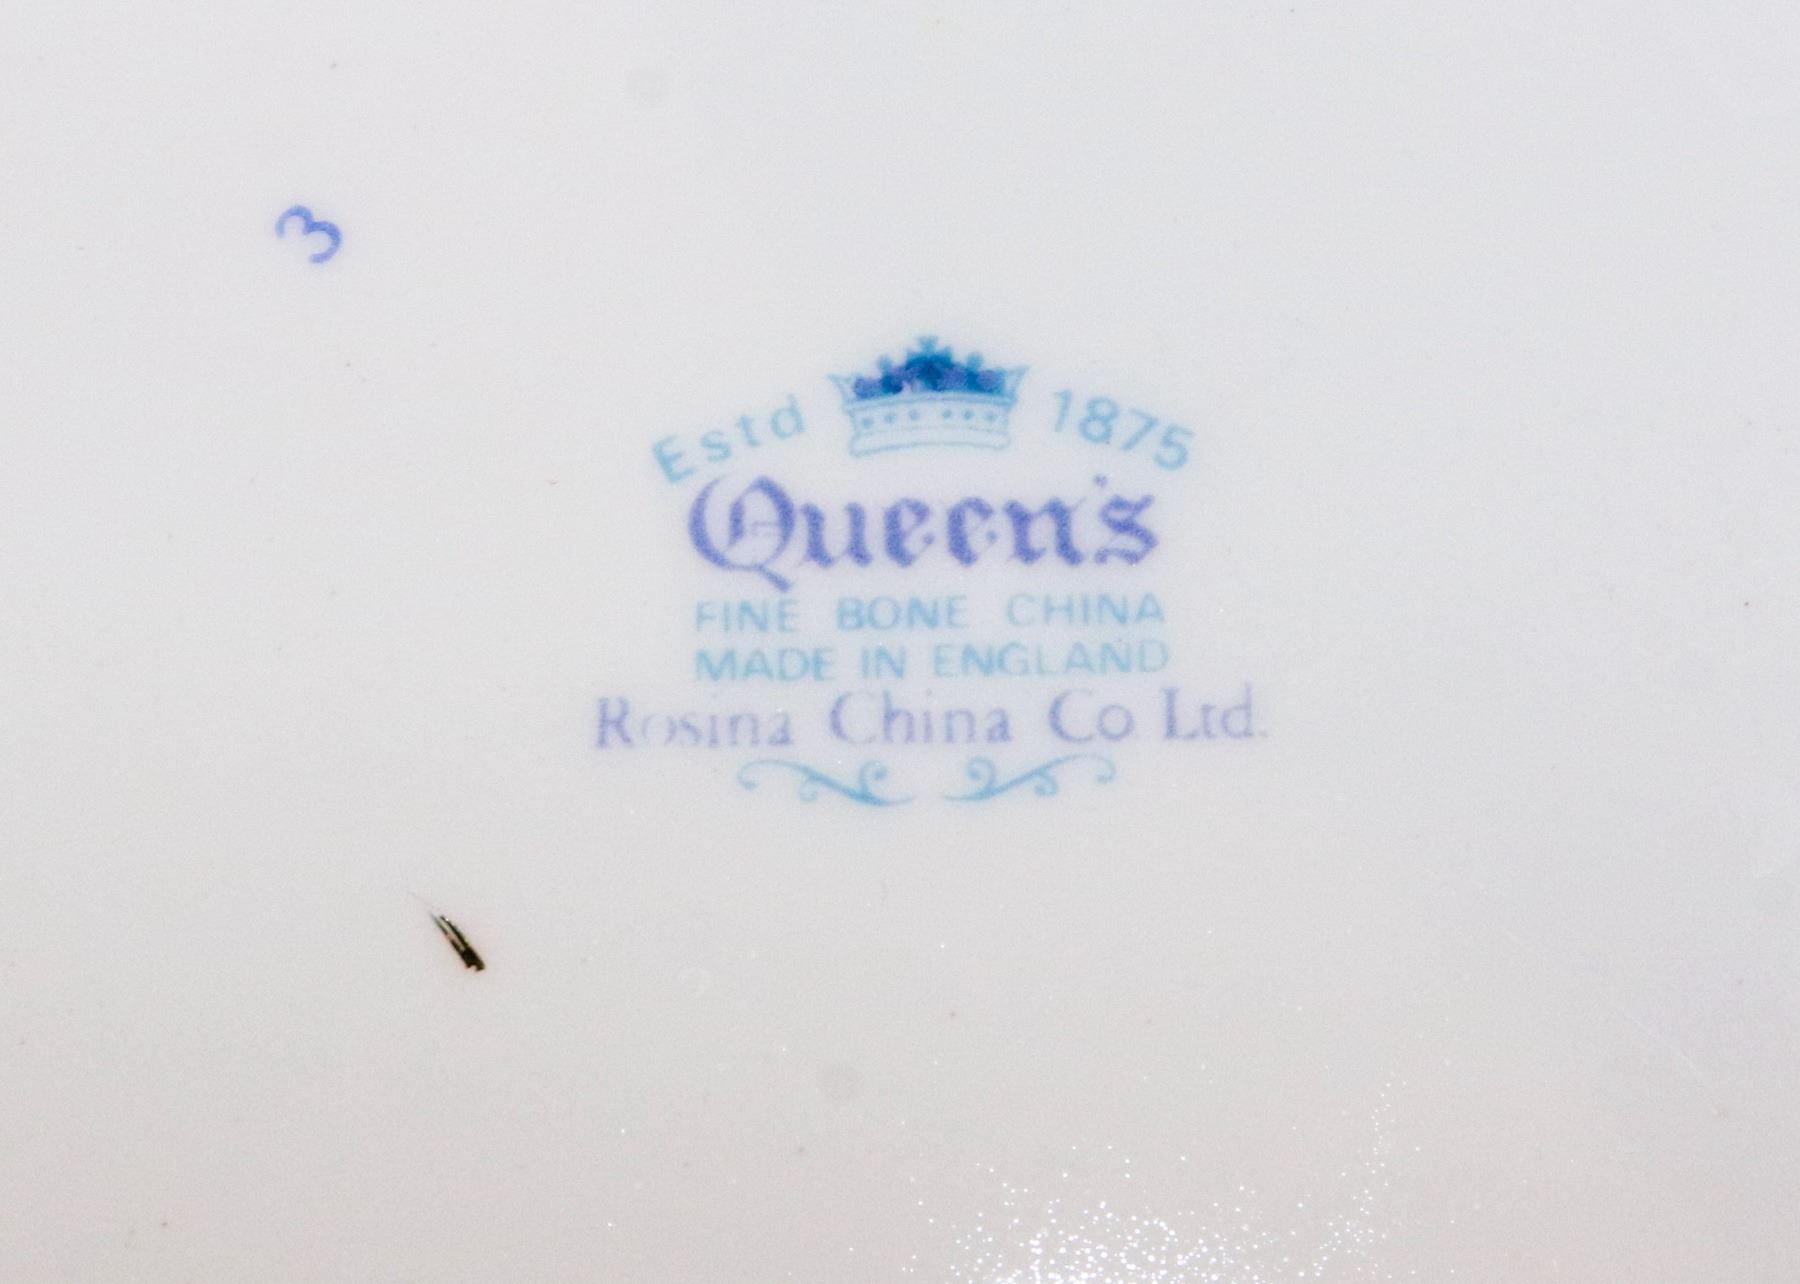 3
Estd 1875
Queen's
FINE BONE CHINA
MADE IN ENGLAND
Rosina China Co Ltd.